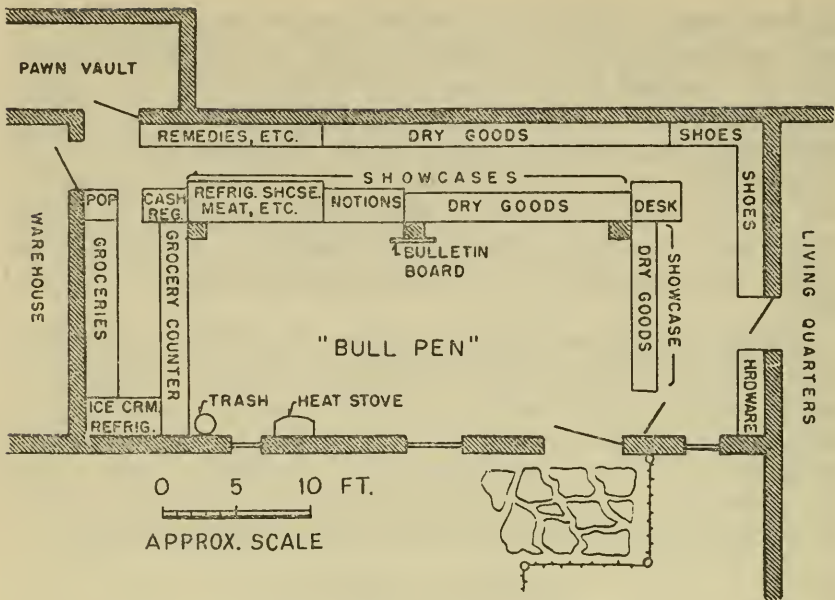 PAWN VAULT
REMEDIES, ETC.
DRY GOODS
SHOES
SHOWCASES
POP
CASH
REG.
REFRIG. SHCSE.
MEAT, ETC.
NOTIONS
DRY GOODS
DESK
SHOES
WAREHOUSE
GROCERIES
GROCERY COUNTER
BULLETIN
BOARD
DRY GOODS
SHOWCASE
LIVING QUARTERS
"BULL PEN"
ICE CRM.
REFRIG.
TRASH
HEAT STOVE
HRDWARE
0 5 10 FT.
APPROX. SCALE